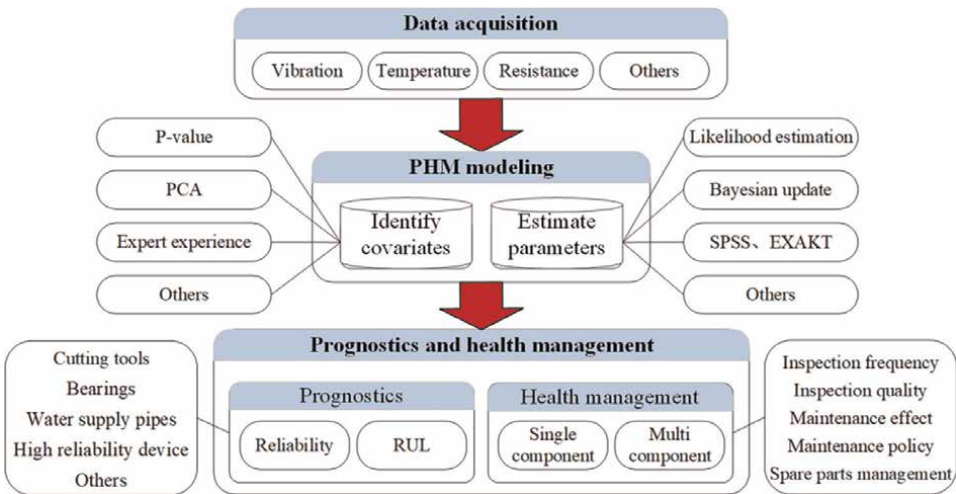 Data acquisition
Vibration
Temperature
Resistance
Others
P-value
PCA
Expert experience
Others
PHM modeling
Identify
covariates
Estimate
parameters
Likelihood estimation
Bayesian update
SPSS、EXAKT
Others
Prognostics and health management
Cutting tools
Bearings
Water supply pipes
High reliability device
Others
Prognostics
Reliability
RUL
Health management
Single
component
Multi
component
Inspection frequency
Inspection quality
Maintenance effect
Maintenance policy
Spare parts management